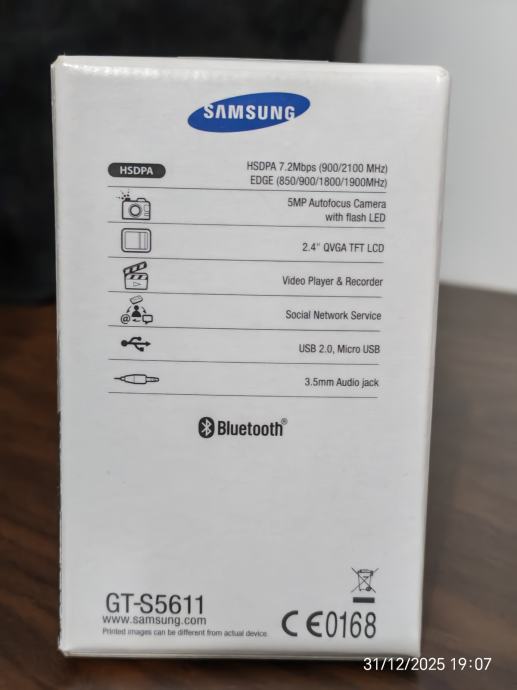 SAMSUNG
HSDPA
HSDPA 7.2Mbps (900/2100 MHz)
EDGE (850/900/1800/1900MHz)
5MP Autofocus Camera
with flash LED
2.4" QVGA TFT LCD
Video Player & Recorder
Social Network Service
USB 2.0, Micro USB
3.5mm Audio jack
Bluetooth®
GT-S5611
www.samsung.com
Printed images can be different from actual device.
CE0168
31/12/2025 19:07